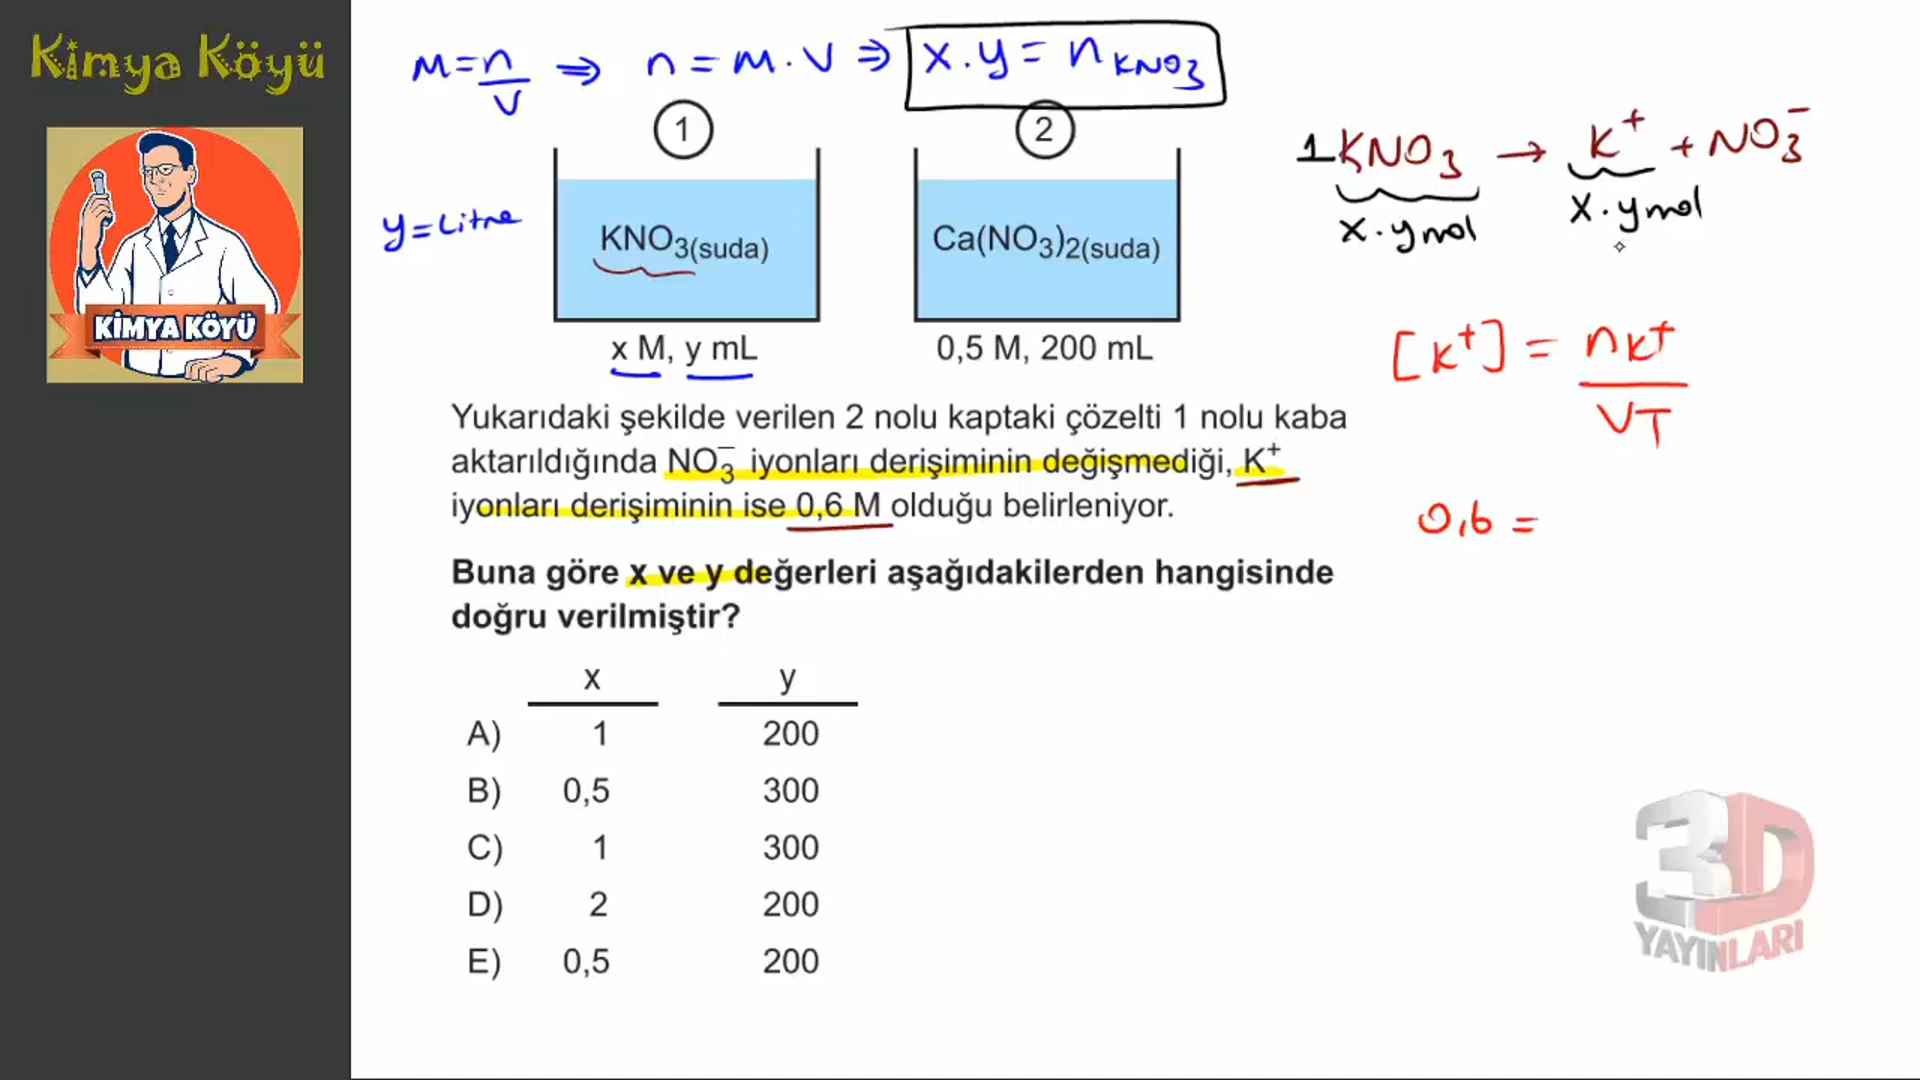 Kimya Köyü
KİMYA KÖYÜ
M = n/V ⇒ n = M . V ⇒ x . y = n KNO3
1 2
1KNO3 → K+ + NO3−
x . y mol x . y mol
y = Litre
KNO3(suda) Ca(NO3)2(suda)
x M, y mL 0,5 M, 200 mL
[K+] = nK+/VT
Yukarıdaki şekilde verilen 2 nolu kaptaki çözelti 1 nolu kaba
aktarıldığında NO3− iyonları derişiminin değişmediği, K+
iyonları derişiminin ise 0,6 M olduğu belirleniyor.
0,6 =
Buna göre x ve y değerleri aşağıdakilerden hangisinde
doğru verilmiştir?
x y
A) 1 200
B) 0,5 300
C) 1 300
D) 2 200
E) 0,5 200
3D
YAYINLARI